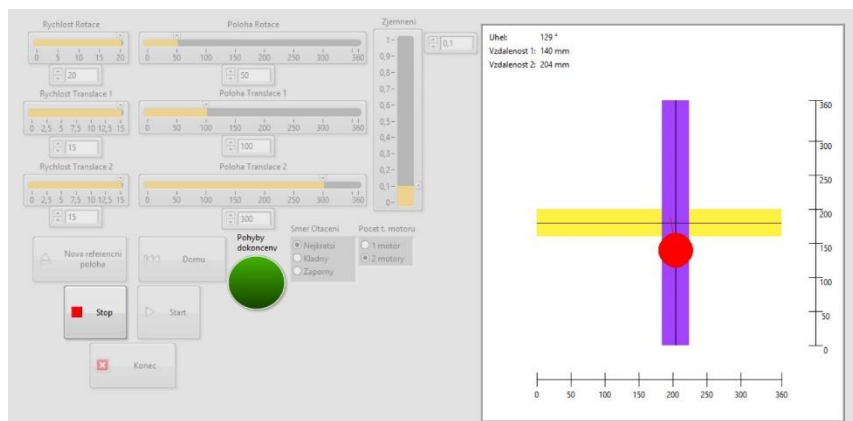 Rychlost Rotace
0 5 10 15 20
20
Poloha Rotace
0 50 100 150 200 250 300 360
50
Rychlost Translace 1
0 2,5 5 7,5 10 12,5 15
15
Poloha Translace 1
0 50 100 150 200 250 300 360
100
Rychlost Translace 2
0 2,5 5 7,5 10 12,5 15
15
Poloha Translace 2
0 50 100 150 200 250 300 360
300
Zjemneni
1
0,9
0,8
0,7
0,6
0,5
0,4
0,3
0,2
0,1
0
0,1
Nova referencni
poloha
Domu
Pohyby
dokonceny
Smer Otaceni
Nejkratsi
Kladny
Zaporny
Pocet t. motoru
1 motor
2 motory
Stop
Start
Konec
Uhel: 129 °
Vzdalenost 1: 140 mm
Vzdalenost 2: 204 mm
360
300
250
200
150
100
50
0
0 50 100 150 200 250 300 360